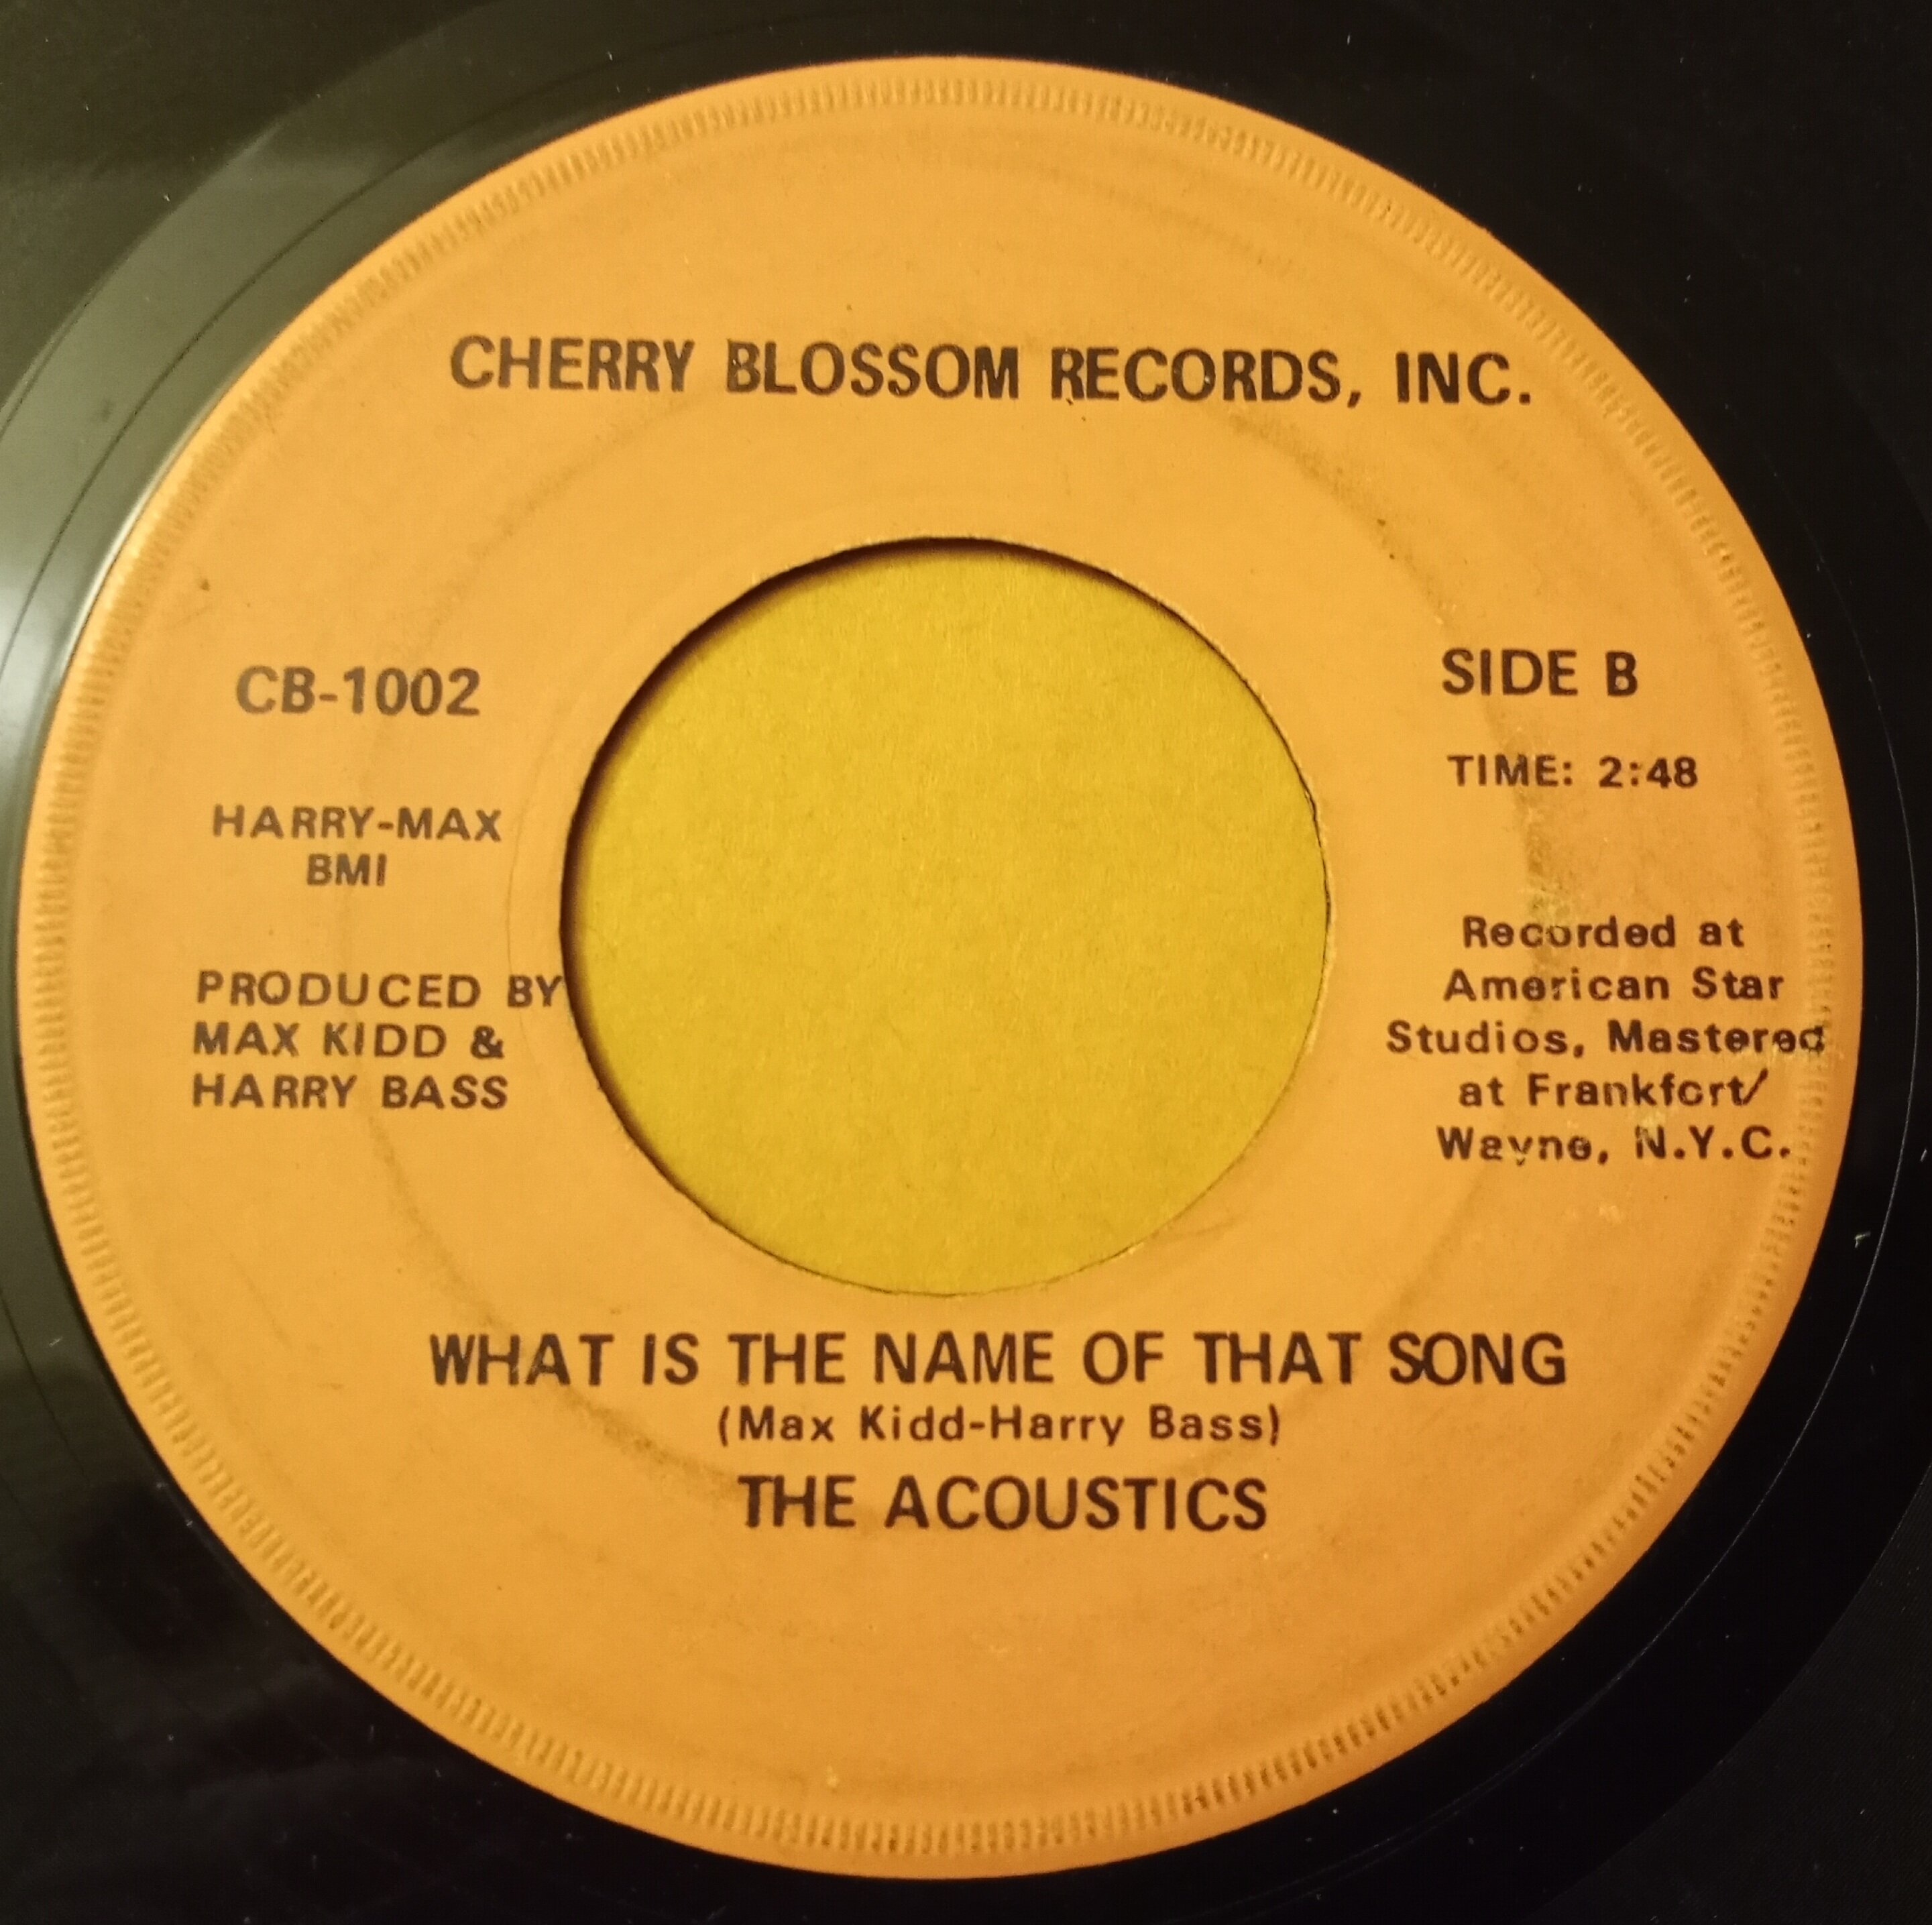 CHERRY BLOSSOM RECORDS, INC.
CB-1002
HARRY-MAX
BMI
PRODUCED BY
MAX KIDD &
HARRY BASS
SIDE B
TIME: 2:48
Recorded at
American Star
Studios, Mastered
at Frankfort/
Wayne, N.Y.C.
WHAT IS THE NAME OF THAT SONG
(Max Kidd-Harry Bass)
THE ACOUSTICS